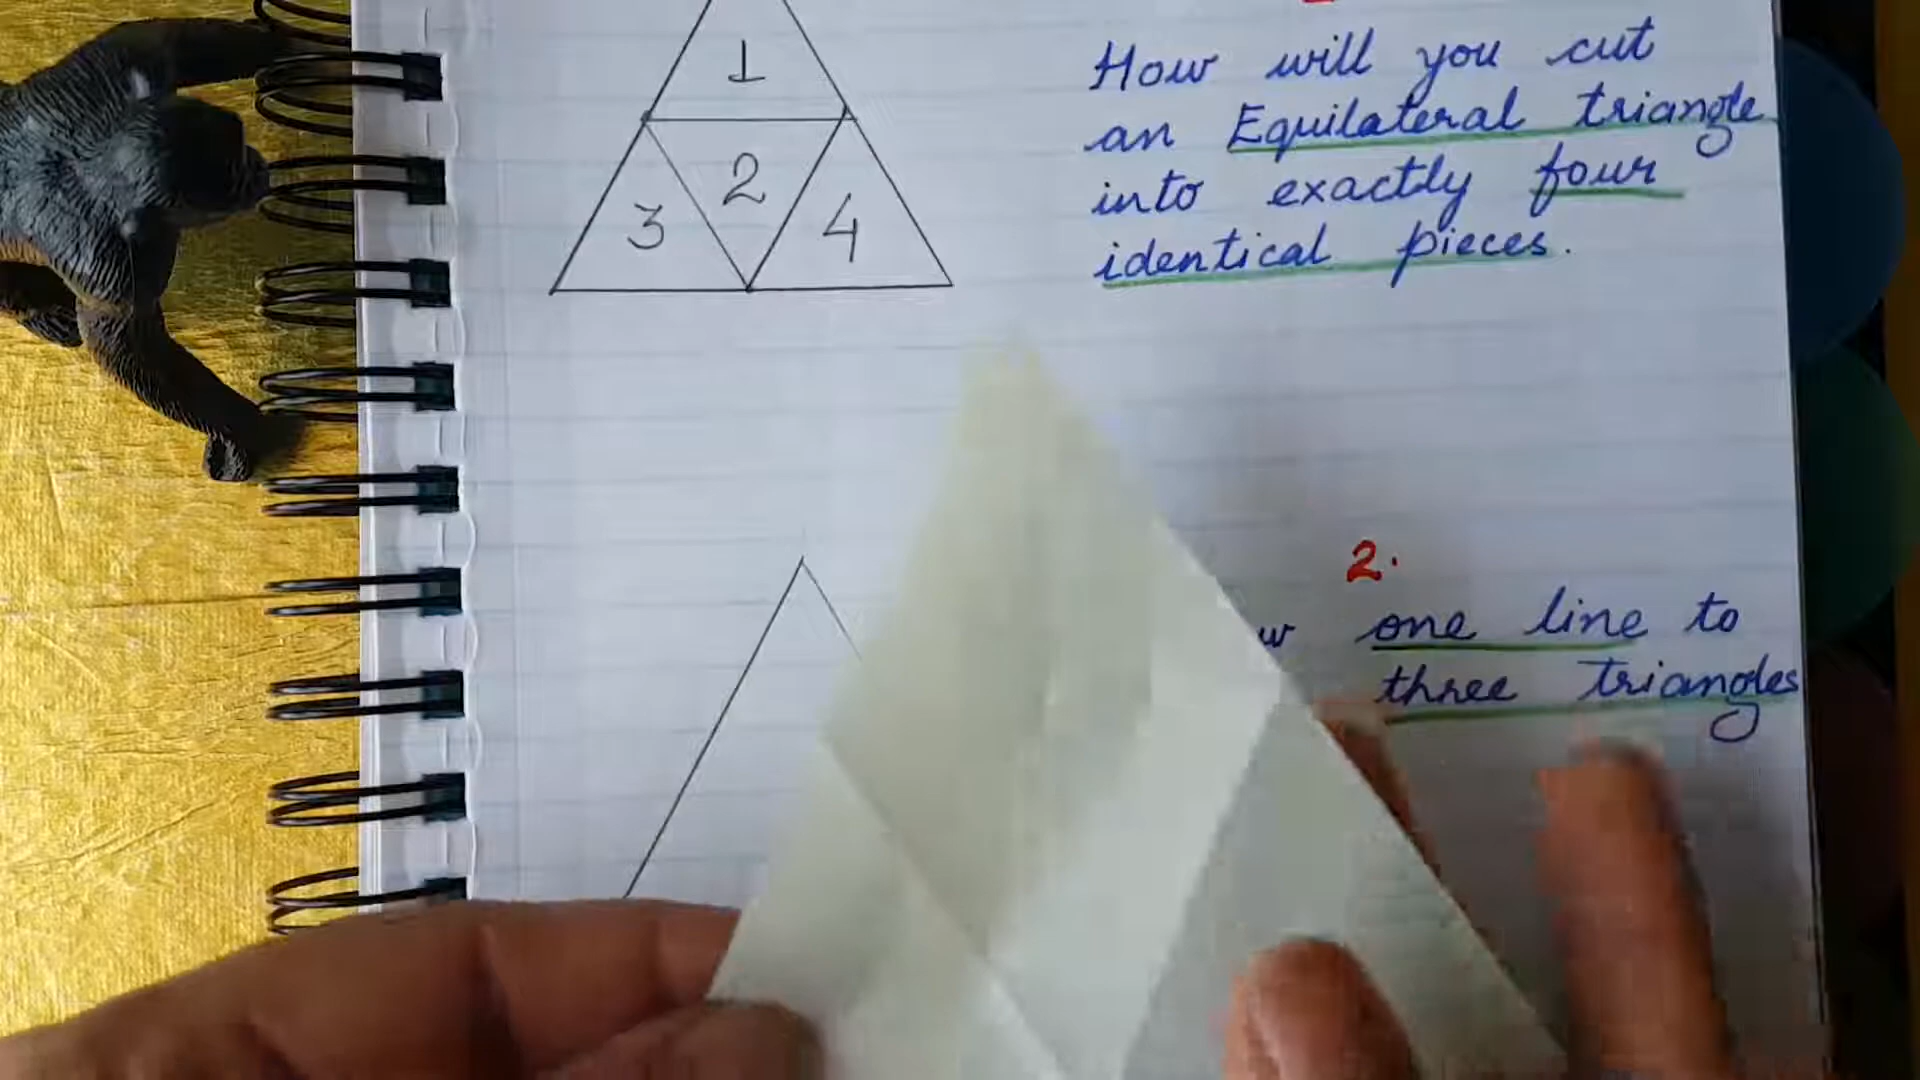 1
2
3
4
How will you cut
an Equilateral triangle
into exactly four
identical pieces.
2.
one line to
three triangles